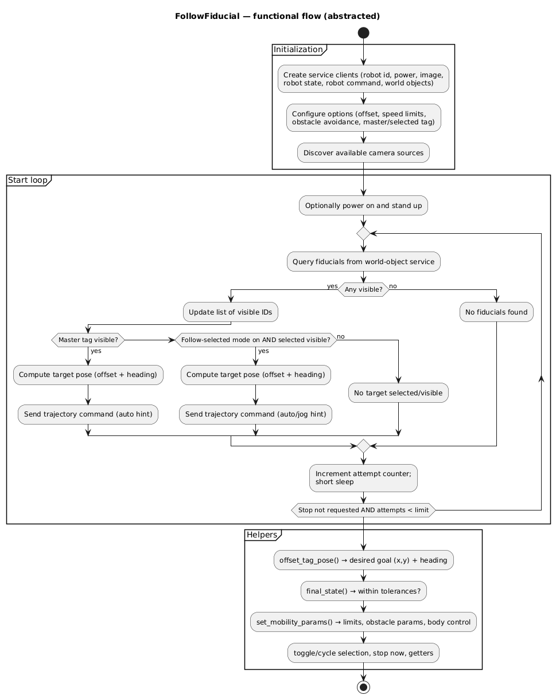 FollowFiducial — functional flow (abstracted)
Initialization
Create service clients (robot id, power, image,
robot state, robot command, world objects)
Configure options (offset, speed limits,
obstacle avoidance, master/selected tag)
Discover available camera sources
Start loop
Optionally power on and stand up
Query fiducials from world-object service
yes
Any visible?
no
Update list of visible IDs
No fiducials found
Master tag visible?
Follow-selected mode on AND selected visible?
no
yes
yes
Compute target pose (offset + heading)
Compute target pose (offset + heading)
No target selected/visible
Send trajectory command (auto hint)
Send trajectory command (auto/jog hint)
Increment attempt counter;
short sleep
Stop not requested AND attempts < limit
Helpers
offset_tag_pose() → desired goal (x,y) + heading
final_state() → within tolerances?
set_mobility_params() → limits, obstacle params, body control
toggle/cycle selection, stop now, getters